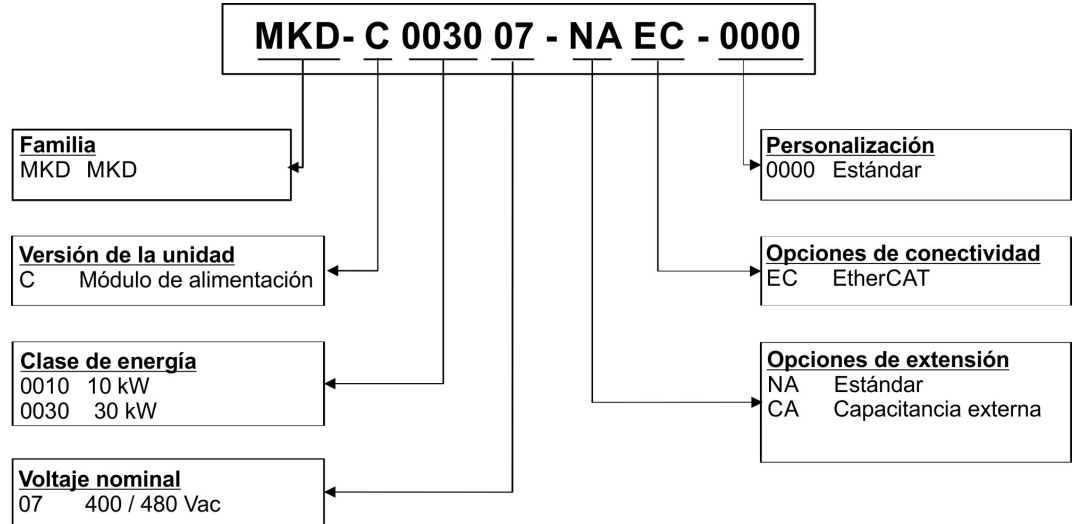 MKD- C 0030 07 - NA EC - 0000
Familia
MKD MKD
Versión de la unidad
C Módulo de alimentación
Clase de energía
0010 10 kW
0030 30 kW
Voltaje nominal
07 400 / 480 Vac
Personalización
0000 Estándar
Opciones de conectividad
EC EtherCAT
Opciones de extensión
NA Estándar
CA Capacitancia externa